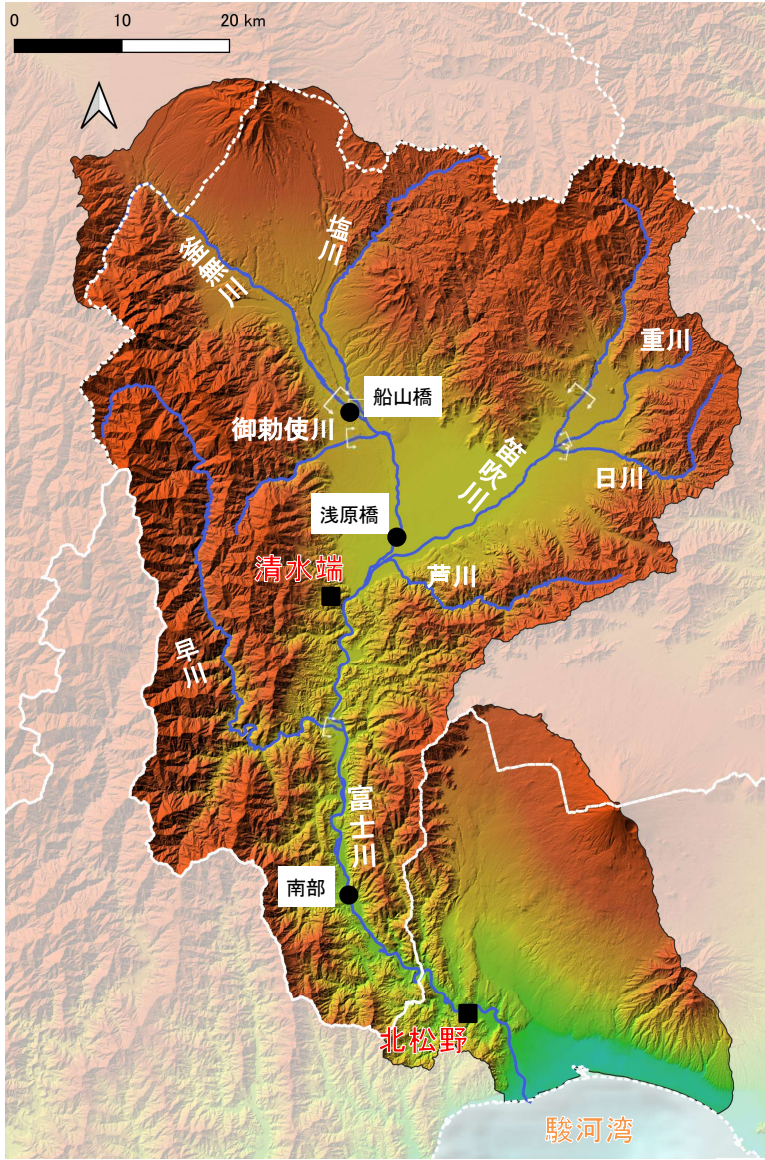 0 10 20 km
塩川
釜無川
重川
船山橋
御勅使川
笛吹川
日川
浅原橋
清水端
芦川
早川
富士川
南部
北松野
駿河湾